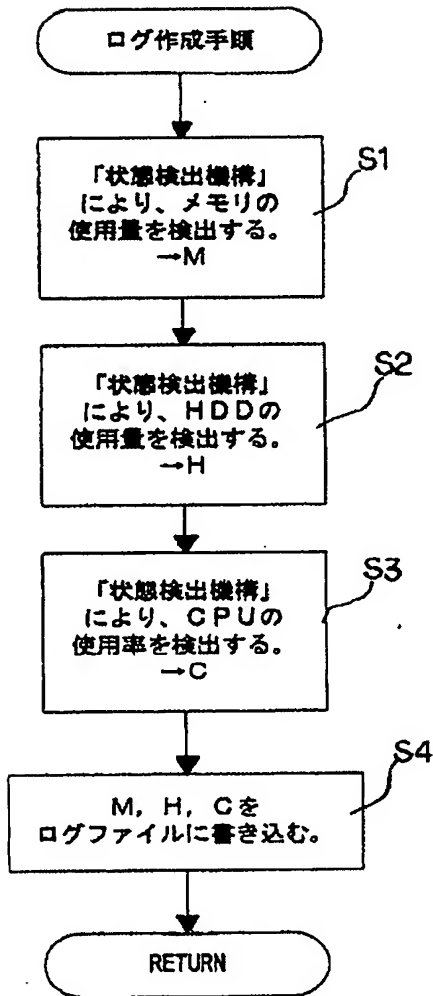 ログ作成手順
S1
「状態検出機構」
により、メモリの
使用量を検出する。
→M
S2
「状態検出機構」
により、HDDの
使用量を検出する。
→H
S3
「状態検出機構」
により、CPUの
使用率を検出する。
→C
S4
M, H, Cを
ログファイルに書き込む。
RETURN